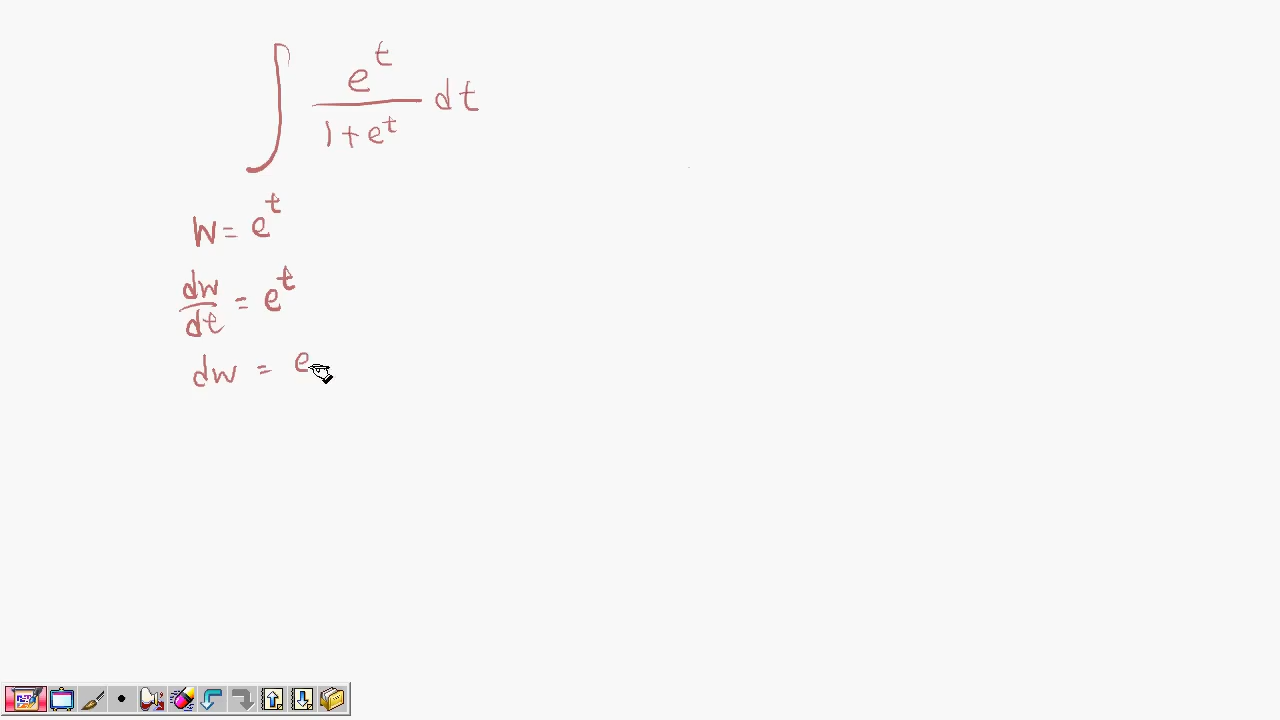 ∫ e^t / (1 + e^t) dt
w = e^t
dw/dt = e^t
dw = e